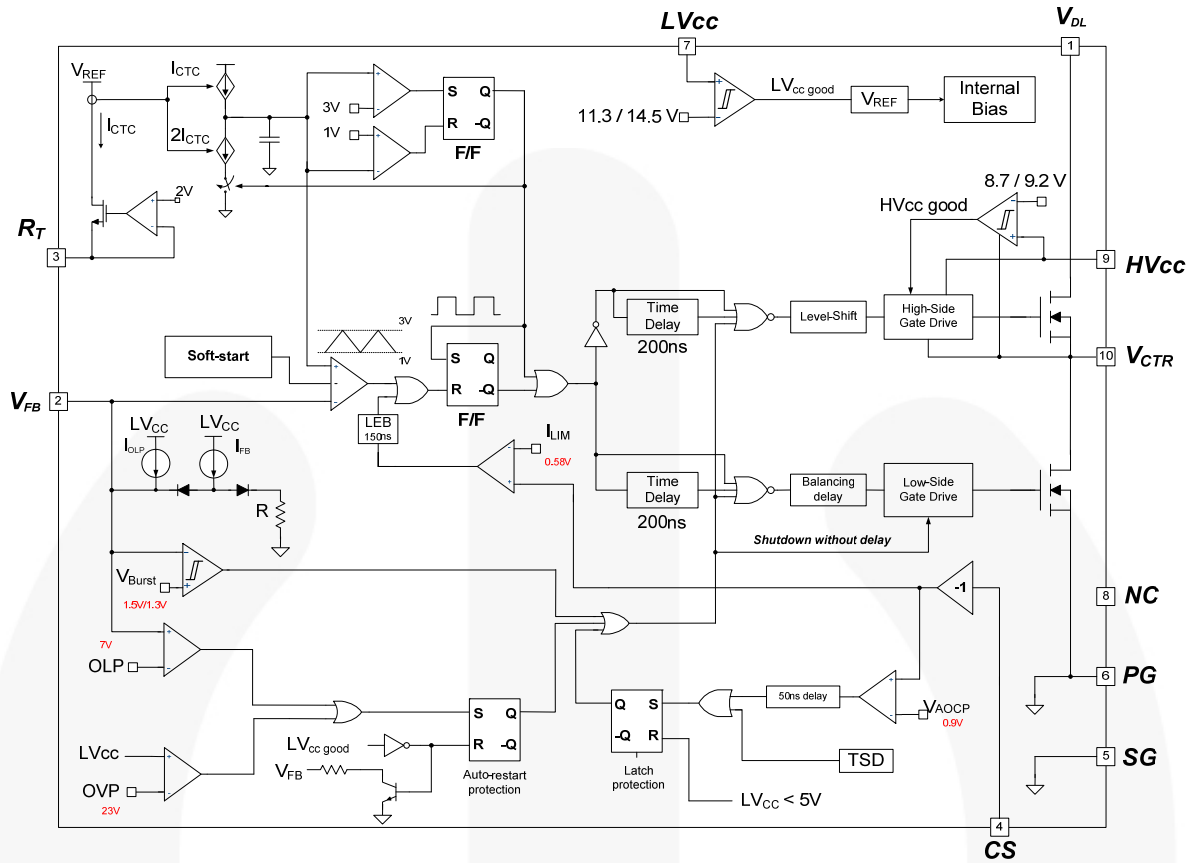 LVcc
VDL
7
1
VREF
ICTC
3V
1V
S
Q
R
-Q
F/F
ICTC
2ICTC
2V
RT
3
11.3 / 14.5 V
+
-
LVcc good
VREF
Internal
Bias
8.7 / 9.2 V
HVcc good
9
HVcc
Time
Delay
200ns
Level-Shift
High-Side
Gate Drive
10
VCTR
Soft-start
3V
1V
S
Q
R
-Q
F/F
VFB
2
LEB
150ns
ILIM
0.58V
LVCC
LVCC
IOLP
IFB
R
Time
Delay
200ns
Balancing
delay
Low-Side
Gate Drive
Shutdown without delay
VBurst
1.5V/1.3V
-1
8
NC
7V
OLP
6
PG
50ns delay
VAOCP
0.9V
S
Q
R
-Q
Auto-restart
protection
Q
S
-Q
R
Latch
protection
TSD
5
SG
LVcc
OVP
23V
LVcc good
VFB
LVCC < 5V
4
CS